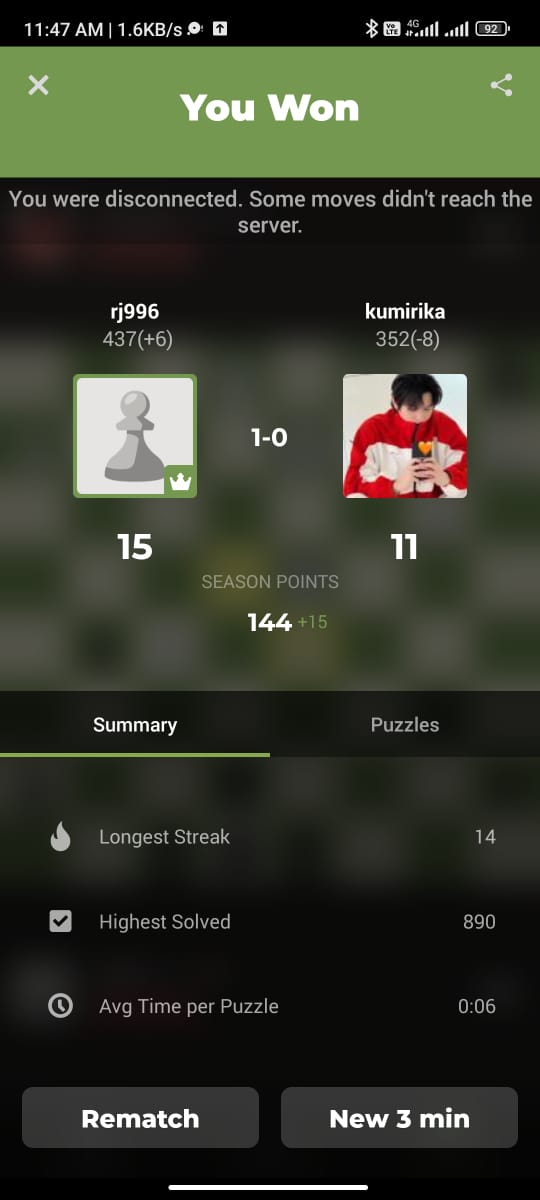 11:47 AM | 1.6KB/s
Vo LTE 4G 92
You Won
You were disconnected. Some moves didn't reach the
server.
rj996 kumirika
437(+6) 352(-8)
1-0
15 11
SEASON POINTS
144 +15
Summary Puzzles
Longest Streak 14
Highest Solved 890
Avg Time per Puzzle 0:06
Rematch New 3 min